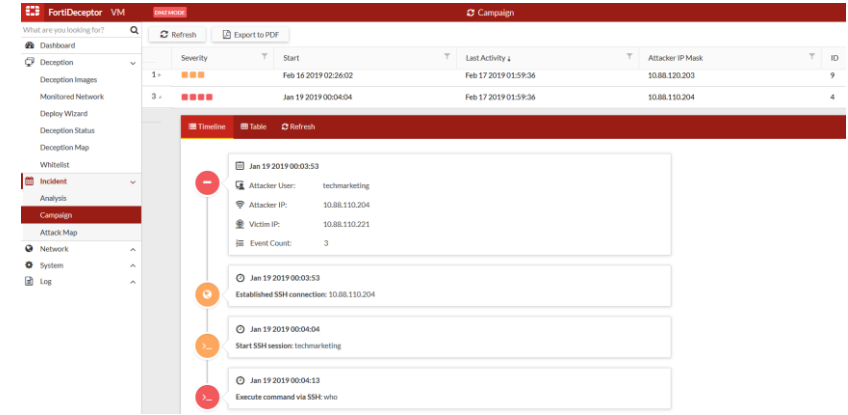 FortiDeceptor VM DMZ MODE Campaign
What are you looking for?
Refresh Export to PDF
Dashboard
Deception
Deception Images
Monitored Network
Deploy Wizard
Deception Status
Deception Map
Whitelist
Incident
Analysis
Campaign
Attack Map
Network
System
Log
Severity Start Last Activity Attacker IP Mask ID
1 Feb 16 2019 02:26:02 Feb 17 2019 01:59:36 10.88.120.203 9
3 Jan 19 2019 00:04:04 Feb 17 2019 01:59:36 10.88.110.204 4
Timeline Table Refresh
Jan 19 2019 00:03:53
Attacker User: techmarketing
Attacker IP: 10.88.110.204
Victim IP: 10.88.110.221
Event Count: 3
Jan 19 2019 00:03:53
Established SSH connection: 10.88.110.204
Jan 19 2019 00:04:04
Start SSH session: techmarketing
Jan 19 2019 00:04:13
Execute command via SSH: who